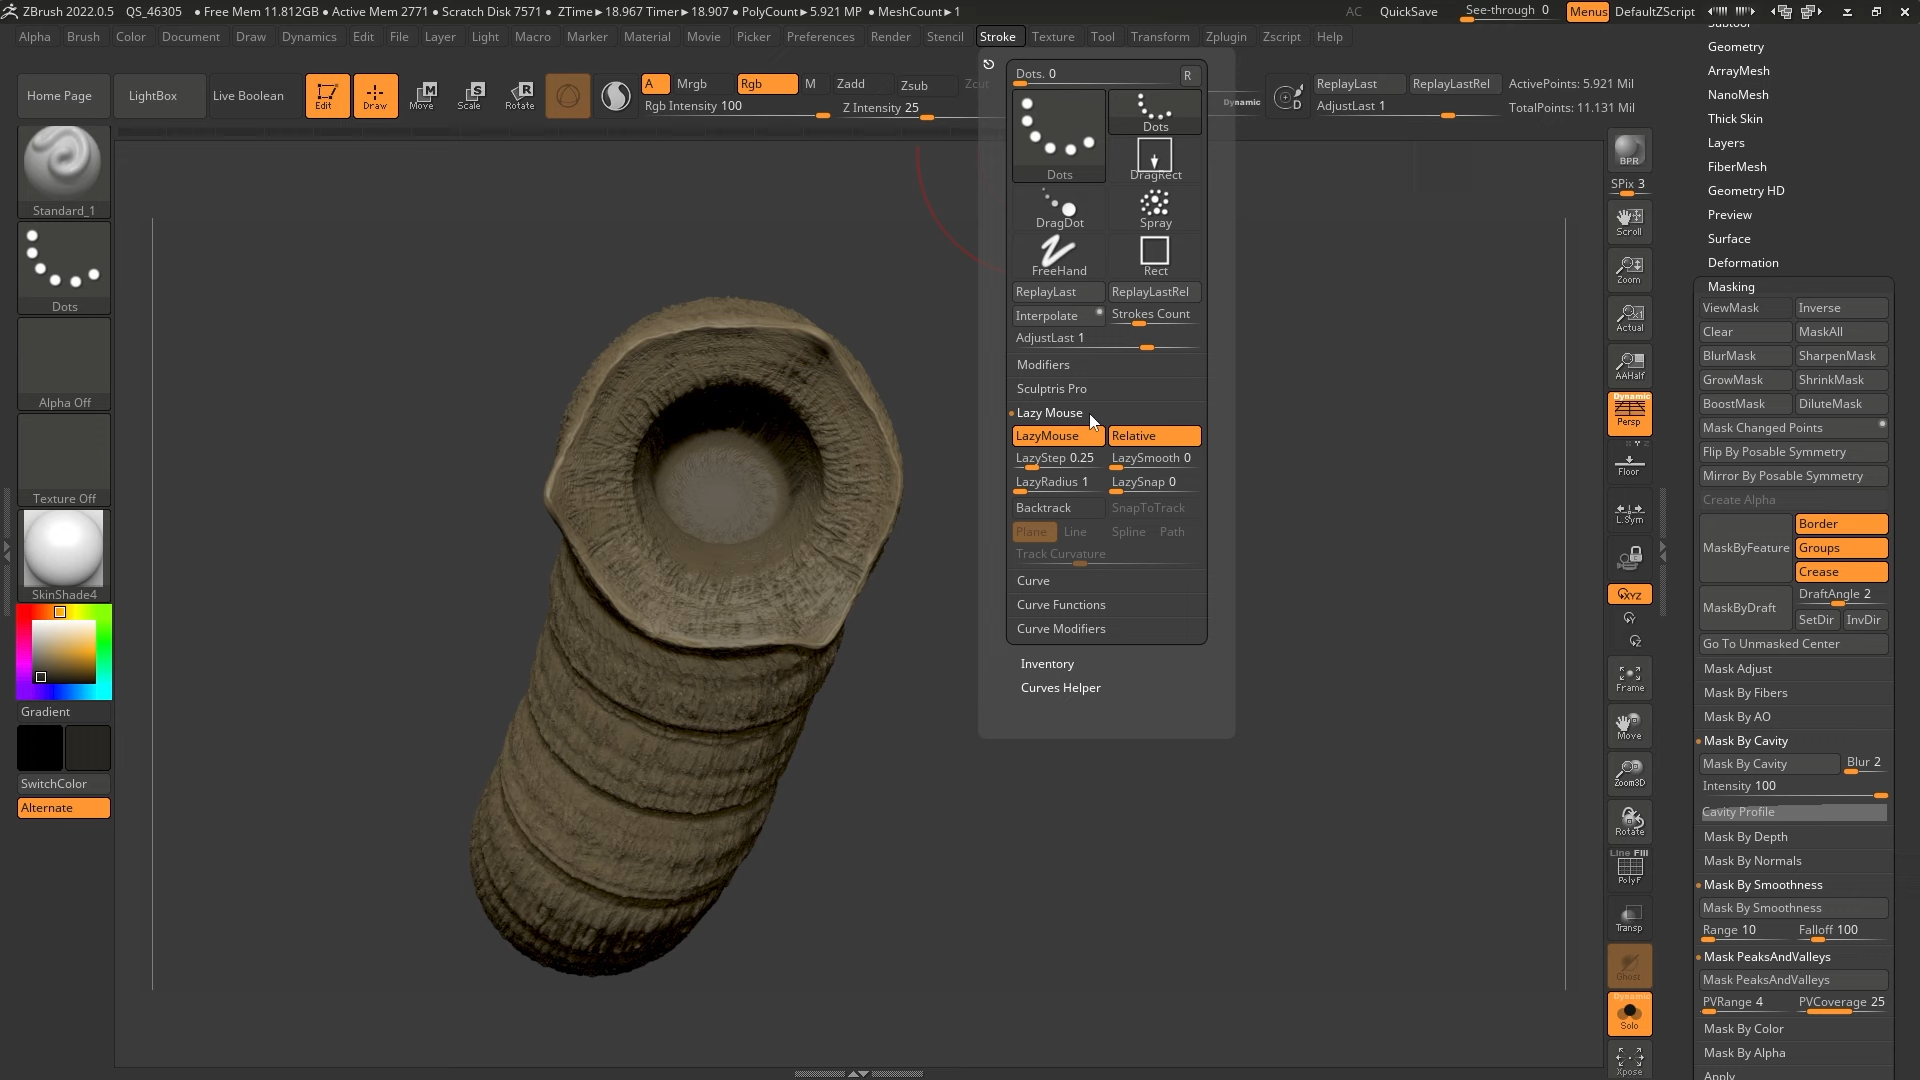 ZBrush 2022.0.5 QS_46305 ● Free Mem 11.812GB ● Active Mem 2771 ● Scratch Disk 7571 ● ZTime►18.967 Timer►18.907 ● PolyCount►5.921 MP ● MeshCount►1 AC QuickSave See-through 0 Menus DefaultZScript
Alpha Brush Color Document Draw Dynamics Edit File Layer Light Macro Marker Material Movie Picker Preferences Render Stencil Stroke Texture Tool Transform Zplugin Zscript Help
Home Page LightBox Live Boolean Edit Draw Move Scale Rotate
A Mrgb Rgb M Zadd Zsub Zcut
Rgb Intensity 100 Z Intensity 25
Dynamic D
ReplayLast ReplayLastRel ActivePoints: 5.921 Mil
AdjustLast 1 TotalPoints: 11.131 Mil
Standard_1
Dots
Alpha Off
Texture Off
SkinShade4
Gradient
SwitchColor
Alternate
Dots. 0 R
Dots Dots
DragRect
DragDot Spray
FreeHand Rect
ReplayLast ReplayLastRel
Interpolate Strokes Count
AdjustLast 1
Modifiers
Sculptris Pro
Lazy Mouse
LazyMouse Relative
LazyStep 0.25 LazySmooth 0
LazyRadius 1 LazySnap 0
Backtrack SnapToTrack
Plane Line Spline Path
Track Curvature
Curve
Curve Functions
Curve Modifiers
Inventory
Curves Helper
BPR
SPix 3
Scroll
Zoom
Actual
AAHalf
Dynamic
Persp
Floor
L.Sym
XYZ
Y
Z
Frame
Move
Zoom3D
Rotate
Line Fill
PolyF
Transp
Ghost
Dynamic
Solo
Xpose
Subtool
Geometry
ArrayMesh
NanoMesh
Thick Skin
Layers
FiberMesh
Geometry HD
Preview
Surface
Deformation
Masking
ViewMask Inverse
Clear MaskAll
BlurMask SharpenMask
GrowMask ShrinkMask
BoostMask DiluteMask
Mask Changed Points
Flip By Posable Symmetry
Mirror By Posable Symmetry
Create Alpha
MaskByFeature Border
Groups
Crease
MaskByDraft DraftAngle 2
SetDir InvDir
Go To Unmasked Center
Mask Adjust
Mask By Fibers
Mask By AO
Mask By Cavity
Mask By Cavity Blur 2
Intensity 100
Cavity Profile
Mask By Depth
Mask By Normals
Mask By Smoothness
Mask By Smoothness
Range 10 Falloff 100
Mask PeaksAndValleys
Mask PeaksAndValleys
PVRange 4 PVCoverage 25
Mask By Color
Mask By Alpha
Apply